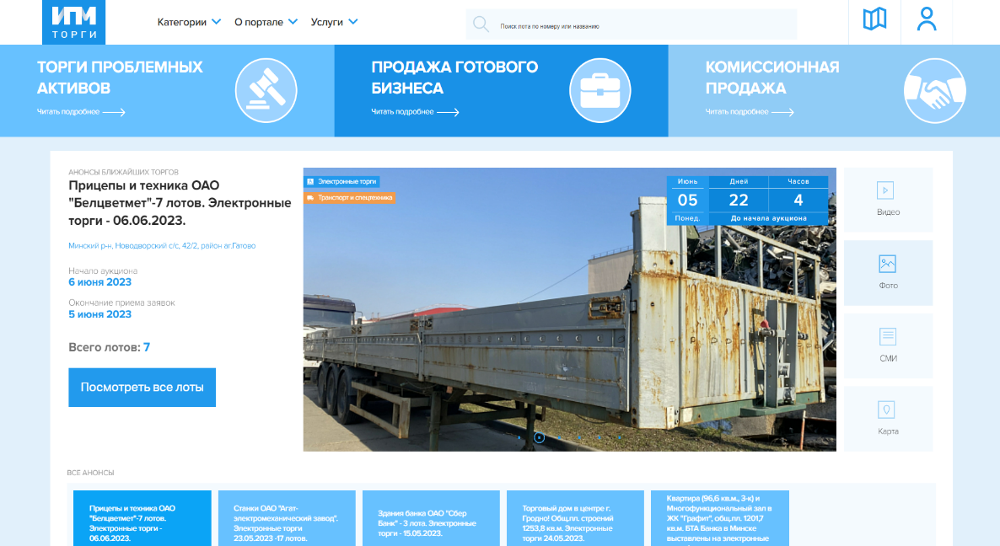 ИПМ
ТОРГИ
Категории
О портале
Услуги
Поиск лота по номеру или названию
ТОРГИ ПРОБЛЕМНЫХ
АКТИВОВ
Читать подробнее
ПРОДАЖА ГОТОВОГО
БИЗНЕСА
Читать подробнее
КОМИССИОННАЯ
ПРОДАЖА
Читать подробнее
АНОНСЫ БЛИЖАЙШИХ ТОРГОВ
Прицепы и техника ОАО
"Белцветмет"-7 лотов. Электронные
торги - 06.06.2023.
Минский р-н, Новодворский с/с, 42/2, район аг.Гатово
Начало аукциона
6 июня 2023
Окончание приема заявок
5 июня 2023
Всего лотов: 7
Посмотреть все лоты
Электронные торги
Транспорт и спецтехника
Июнь Дней Часов
05 22 4
Понед. До начала аукциона
Видео
Фото
СМИ
Карта
ВСЕ АНОНСЫ
Прицепы и техника ОАО
"Белцветмет"-7 лотов.
Электронные торги -
06.06.2023.
Станки ОАО "Агат-
электромеханический завод".
Электронные торги
23.05.2023 -17 лотов.
Здания банка ОАО "Сбер
Банк" - 3 лота. Электронные
торги - 15.05.2023.
Торговый дом в центре г.
Гродно! Общ.пл. строений
1253,8 кв.м. Электронные
торги 24.05.2023.
Квартира (96,6 кв.м., 3-к) и
Многофункциональный зал в
ЖК "Графит", общ.пл. 1201,7
кв.м. БТА Банка в Минске
выставлены на электронные